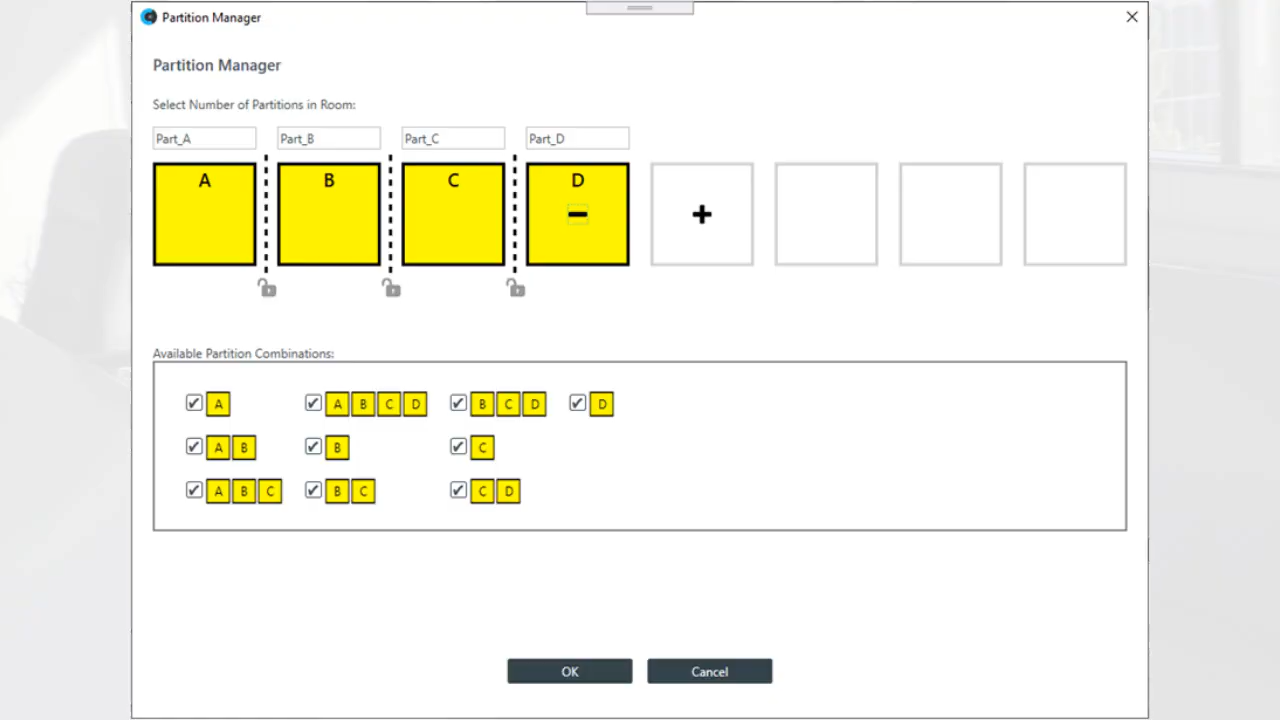 Partition Manager
Partition Manager
Select Number of Partitions in Room:
Part_A Part_B Part_C Part_D
A B C D
A A B C D B C D D
A B B C
A B C B C C D
Available Partition Combinations:
OK Cancel